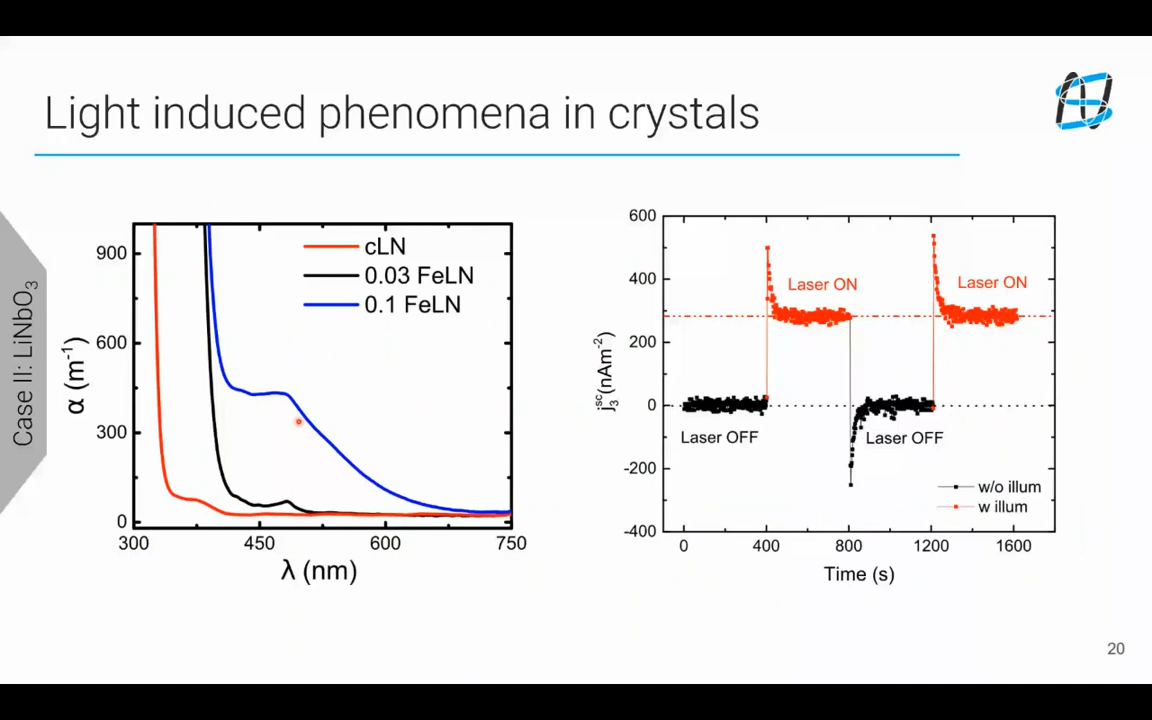 Light induced phenomena in crystals
Case II: LiNbO3
900
600
300
0
α (m-1)
300
450
600
750
λ (nm)
cLN
0.03 FeLN
0.1 FeLN
600
400
200
0
-200
-400
j3sc(nAm-2)
Laser ON
Laser ON
Laser OFF
Laser OFF
w/o illum
w illum
0
400
800
1200
1600
Time (s)
20